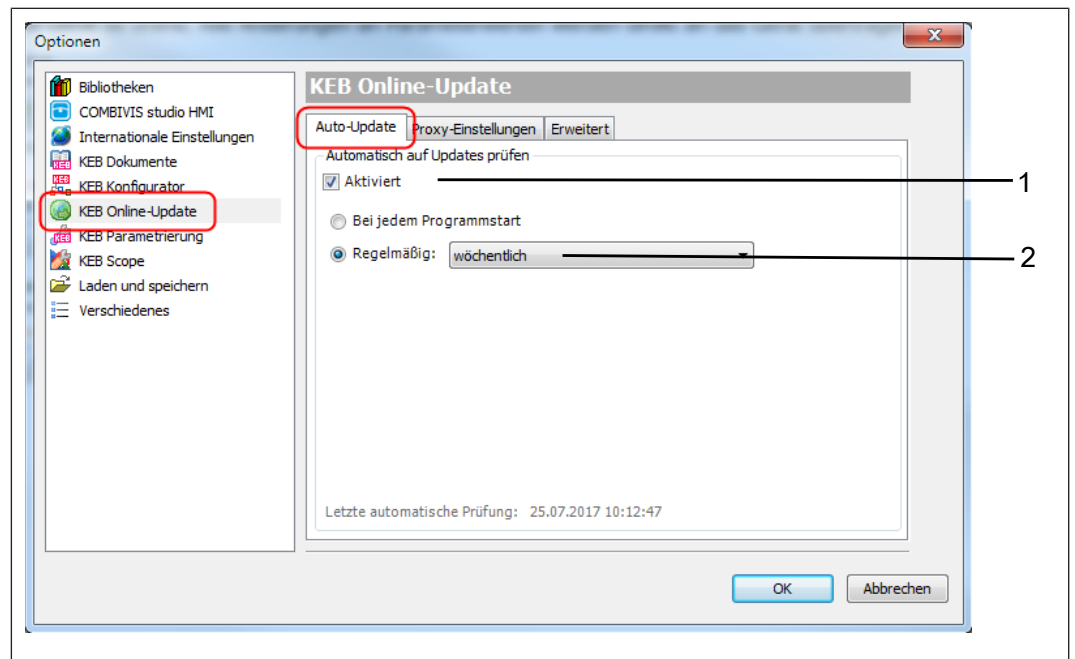 Optionen
Bibliotheken
COMBIVIS studio HMI
Internationale Einstellungen
KEB Dokumente
KEB Konfigurator
KEB Online-Update
KEB Parametrierung
KEB Scope
Laden und speichern
Verschiedenes
KEB Online-Update
Auto-Update Proxy-Einstellungen Erweitert
Automatisch auf Updates prüfen
Aktiviert
1
Bei jedem Programmstart
Regelmäßig: wöchentlich
2
Letzte automatische Prüfung: 25.07.2017 10:12:47
OK Abbrechen